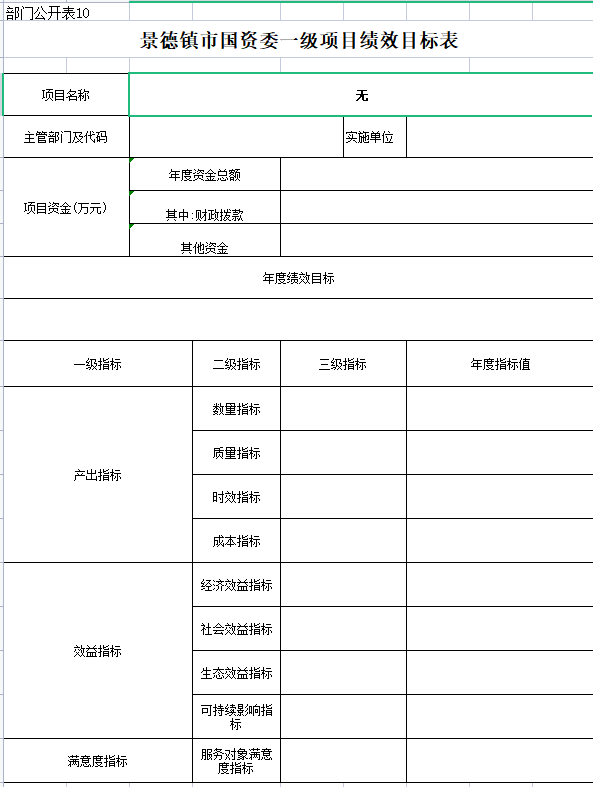 部门公开表10
景德镇市国资委一级项目绩效目标表
项目名称 无
主管部门及代码 实施单位
项目资金(万元) 年度资金总额
其中:财政拨款
其他资金
年度绩效目标
一级指标 二级指标 三级指标 年度指标值
产出指标 数量指标
质量指标
时效指标
成本指标
效益指标 经济效益指标
社会效益指标
生态效益指标
可持续影响指
标
满意度指标 服务对象满意
度指标